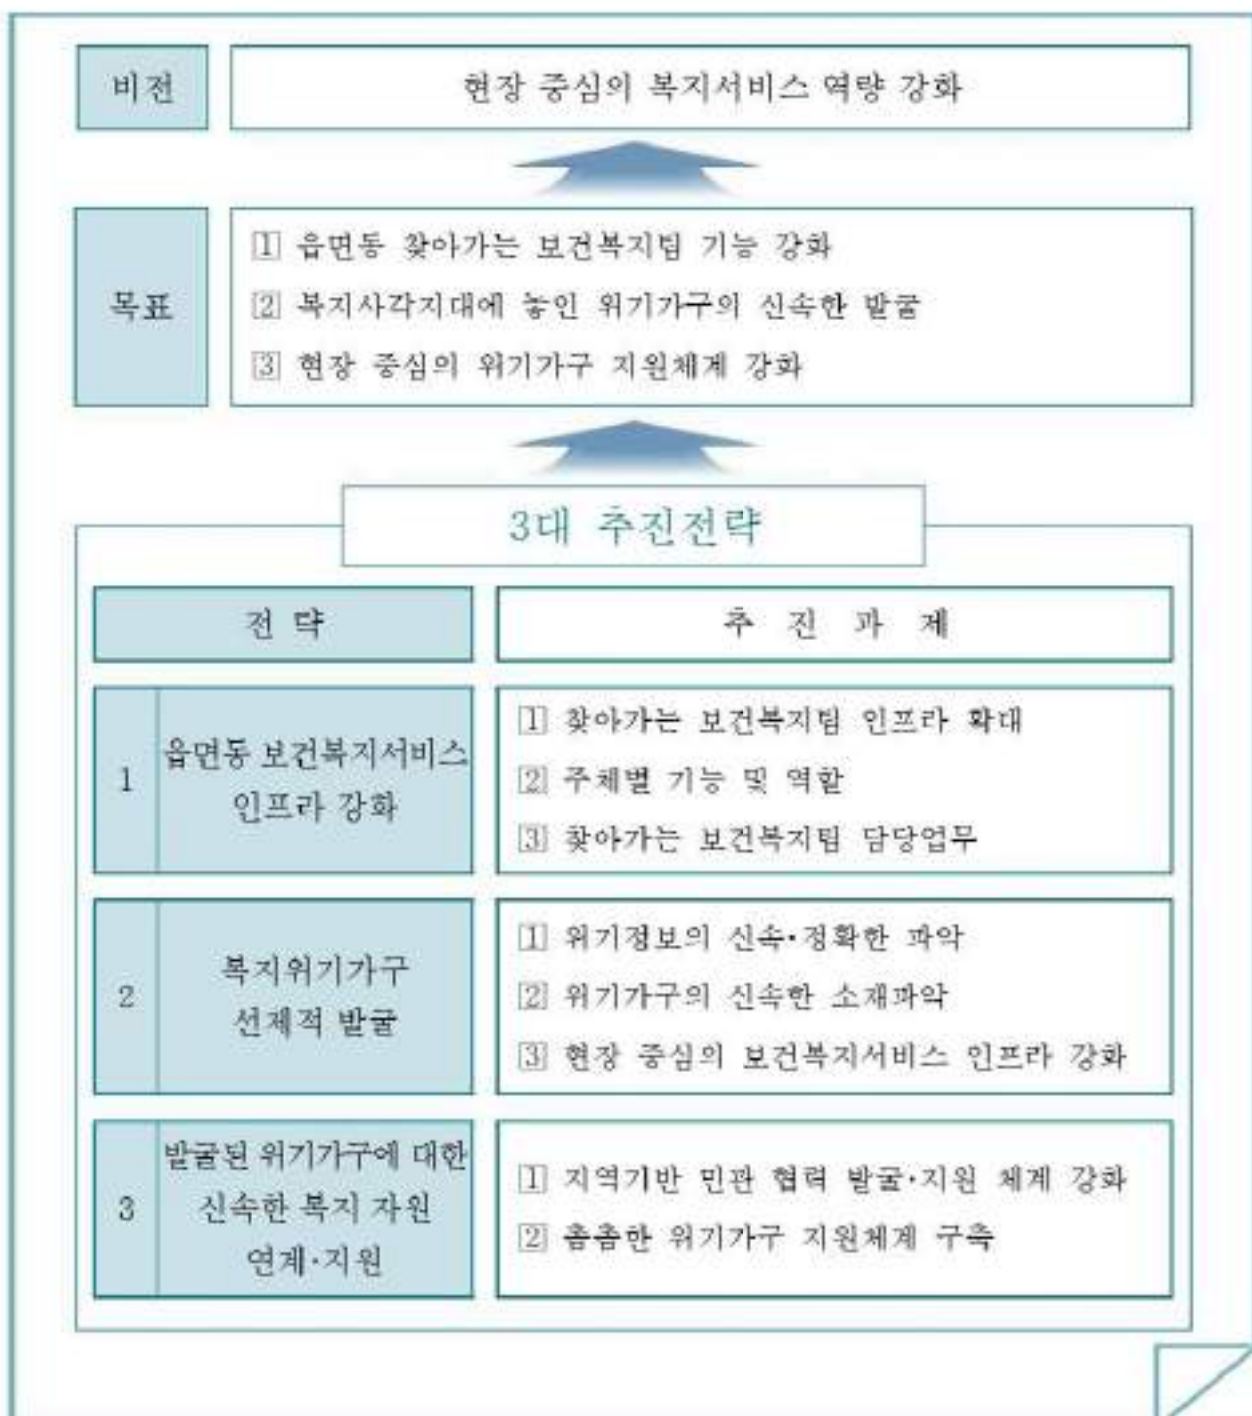 비전
현장 중심의 복지서비스 역량 강화
목표
1 읍면동 찾아가는 보건복지팀 기능 강화
2 복지사각지대에 놓인 위기가구의 신속한 발굴
3 현장 중심의 위기가구 지원체계 강화
3대 추진전략
전 략
추 진 과 제
1
읍면동 보건복지서비스
인프라 강화
1 찾아가는 보건복지팀 인프라 확대
2 주체별 기능 및 역할
3 찾아가는 보건복지팀 담당업무
2
복지위기가구
선제적 발굴
1 위기정보의 신속·정확한 파악
2 위기가구의 신속한 소재파악
3 현장 중심의 보건복지서비스 인프라 강화
3
발굴된 위기가구에 대한
신속한 복지 자원
연계·지원
1 지역기반 민관 협력 발굴·지원 체계 강화
2 촘촘한 위기가구 지원체계 구축